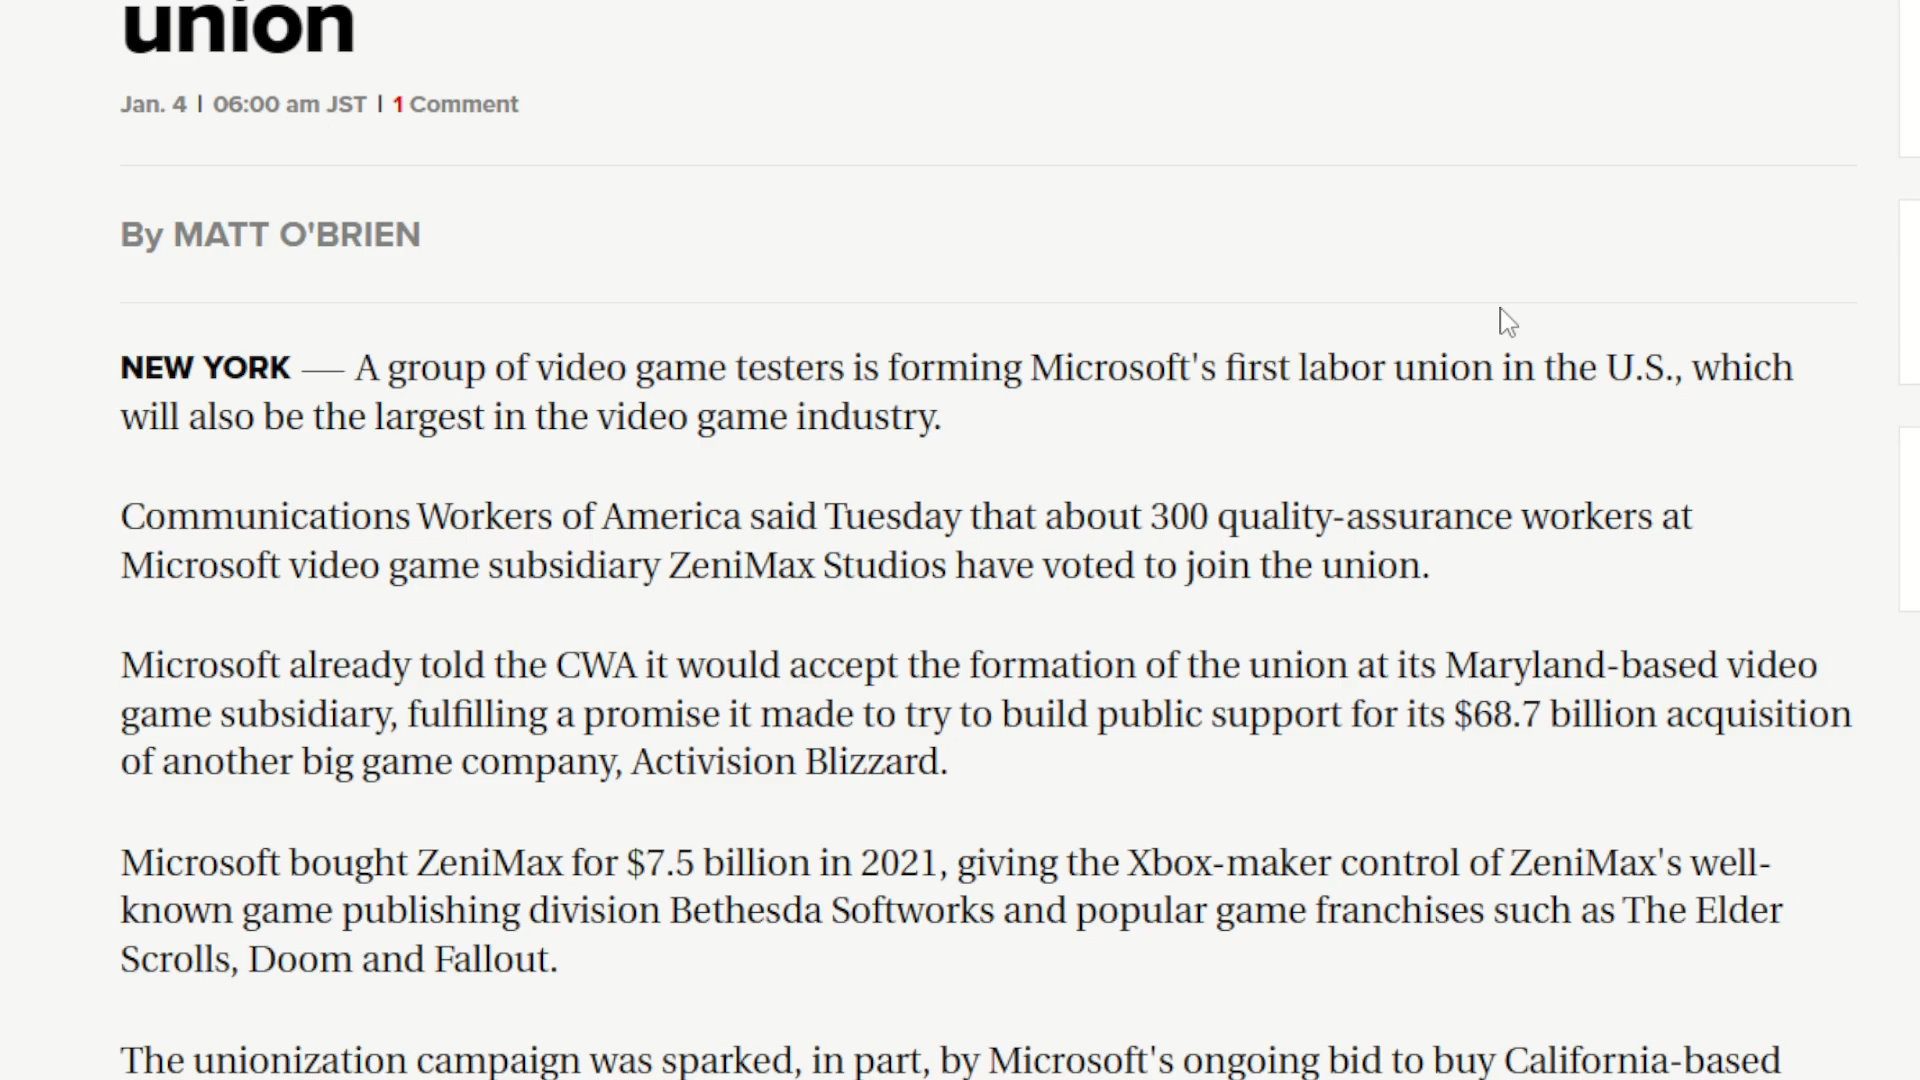 union
Jan. 4 | 06:00 am JST | 1 Comment
By MATT O'BRIEN
NEW YORK — A group of video game testers is forming Microsoft's first labor union in the U.S., which
will also be the largest in the video game industry.
Communications Workers of America said Tuesday that about 300 quality-assurance workers at
Microsoft video game subsidiary ZeniMax Studios have voted to join the union.
Microsoft already told the CWA it would accept the formation of the union at its Maryland-based video
game subsidiary, fulfilling a promise it made to try to build public support for its $68.7 billion acquisition
of another big game company, Activision Blizzard.
Microsoft bought ZeniMax for $7.5 billion in 2021, giving the Xbox-maker control of ZeniMax's well-
known game publishing division Bethesda Softworks and popular game franchises such as The Elder
Scrolls, Doom and Fallout.
The unionization campaign was sparked, in part, by Microsoft's ongoing bid to buy California-based